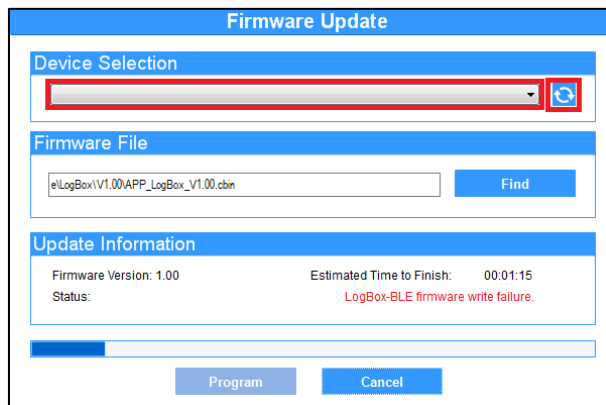 Firmware Update
Device Selection
Firmware File
e\LogBox\V1.00\APP_LogBox_V1.00.cbin
Find
Update Information
Firmware Version: 1.00 Estimated Time to Finish: 00:01:15
Status: LogBox-BLE firmware write failure.
Program Cancel